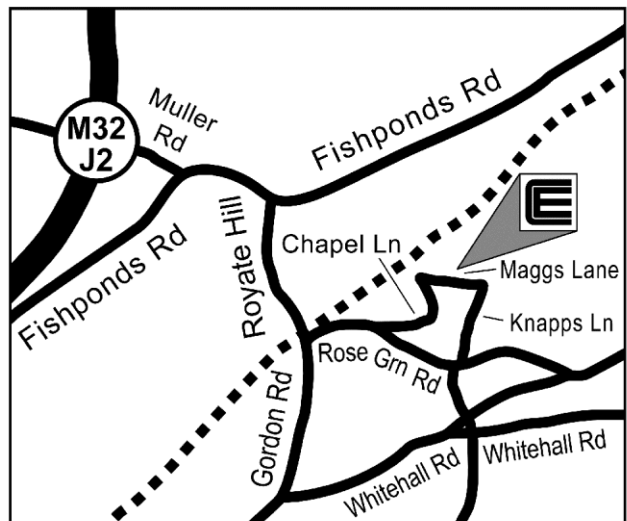 M32
J2
Muller
Rd
Fishponds Rd
Fishponds Rd
Royate Hill
Chapel Ln
Maggs Lane
Knapps Ln
Rose Grn Rd
Gordon Rd
Whitehall Rd
Whitehall Rd